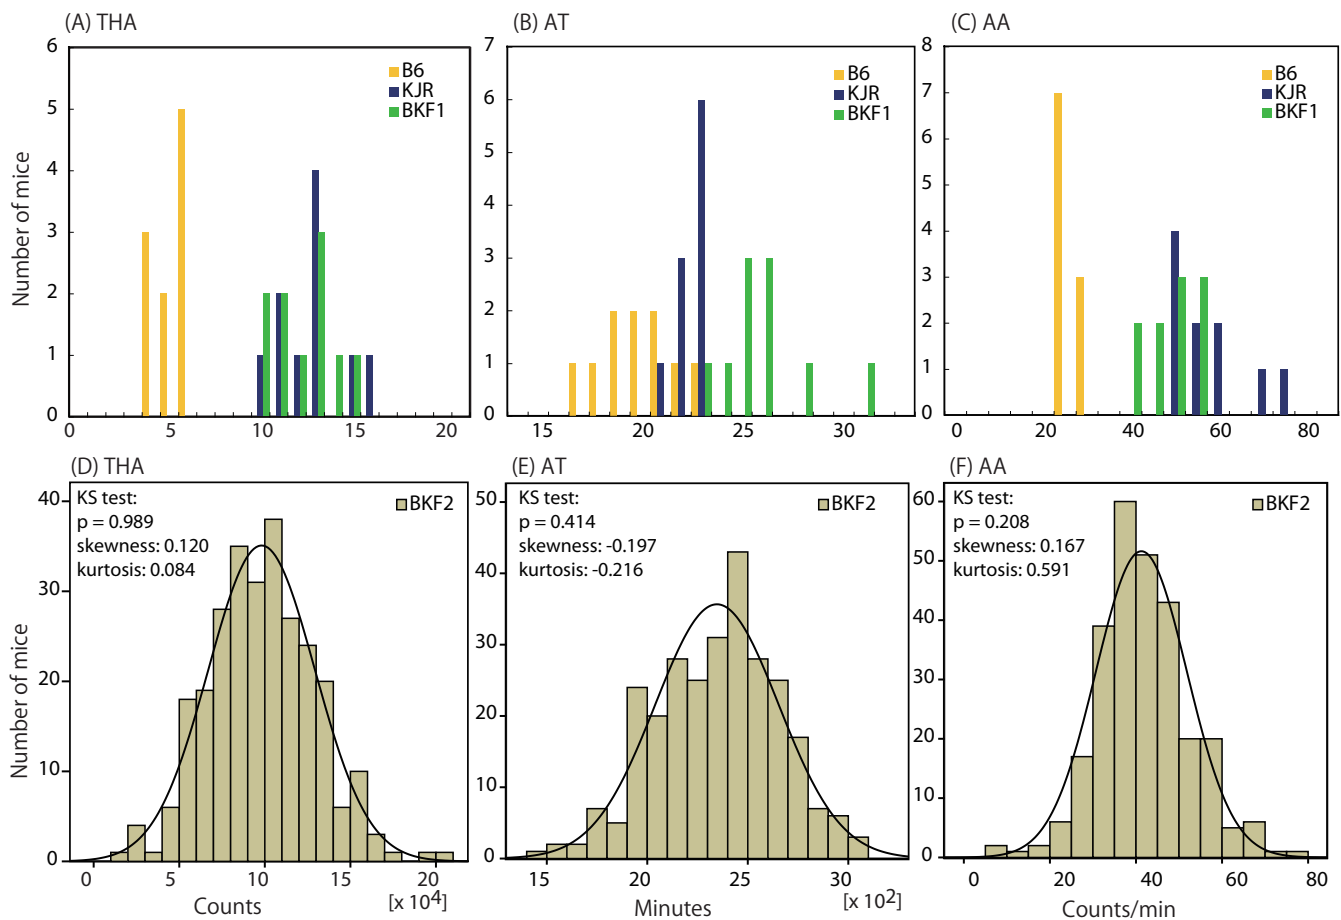 (A) THA
(B) AT
(C) AA
Number of mice
6
5
4
3
2
1
0
B6
KJR
BKF1
0
5
10
15
20
7
6
5
4
3
2
1
0
B6
KJR
BKF1
15
20
25
30
8
7
6
5
4
3
2
1
0
B6
KJR
BKF1
0
20
40
60
80
(D) THA
(E) AT
(F) AA
Number of mice
40
30
20
10
0
KS test:
p = 0.989
skewness: 0.120
kurtosis: 0.084
BKF2
0
5
10
15
20
Counts
[x 10⁴]
50
40
30
20
10
0
KS test:
p = 0.414
skewness: -0.197
kurtosis: -0.216
BKF2
15
20
25
30
Minutes
[x 10²]
60
50
40
30
20
10
0
KS test:
p = 0.208
skewness: 0.167
kurtosis: 0.591
BKF2
0
20
40
60
80
Counts/min